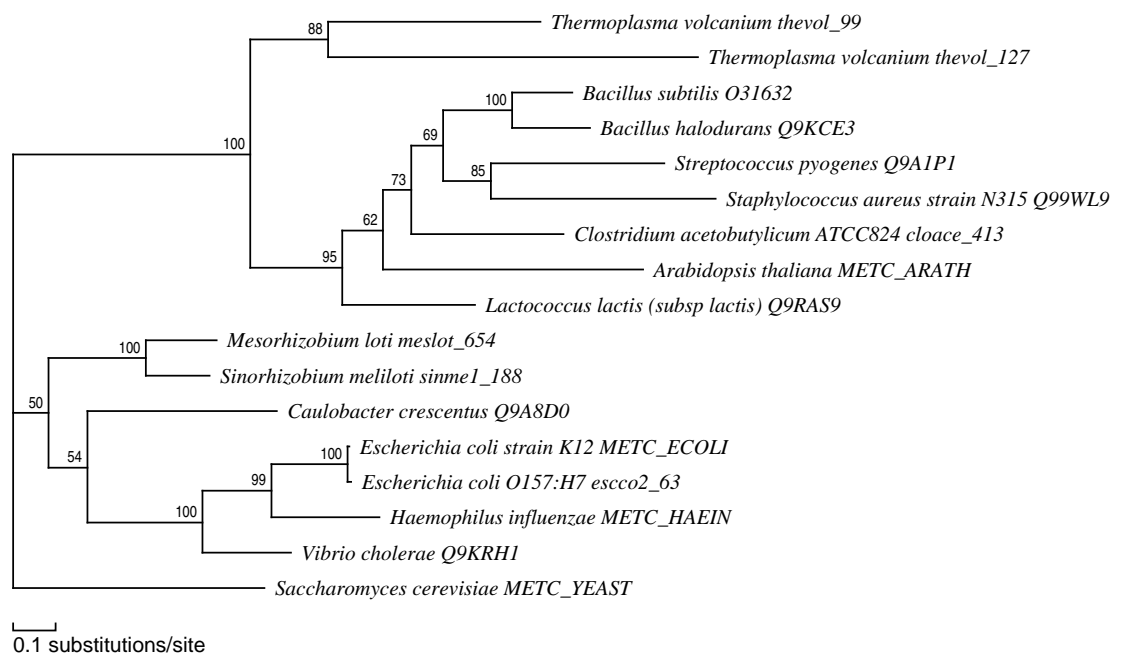 88
Thermoplasma volcanium thevol_99
Thermoplasma volcanium thevol_127
100
Bacillus subtilis O31632
Bacillus halodurans Q9KCE3
69
100
85
Streptococcus pyogenes Q9A1P1
Staphylococcus aureus strain N315 Q99WL9
73
62
Clostridium acetobutylicum ATCC824 cloace_413
95
Arabidopsis thaliana METC_ARATH
Lactococcus lactis (subsp lactis) Q9RAS9
100
Mesorhizobium loti meslot_654
Sinorhizobium meliloti sinme1_188
50
Caulobacter crescentus Q9A8D0
54
100
Escherichia coli strain K12 METC_ECOLI
Escherichia coli O157:H7 escco2_63
99
100
Haemophilus influenzae METC_HAEIN
Vibrio cholerae Q9KRH1
Saccharomyces cerevisiae METC_YEAST
0.1 substitutions/site